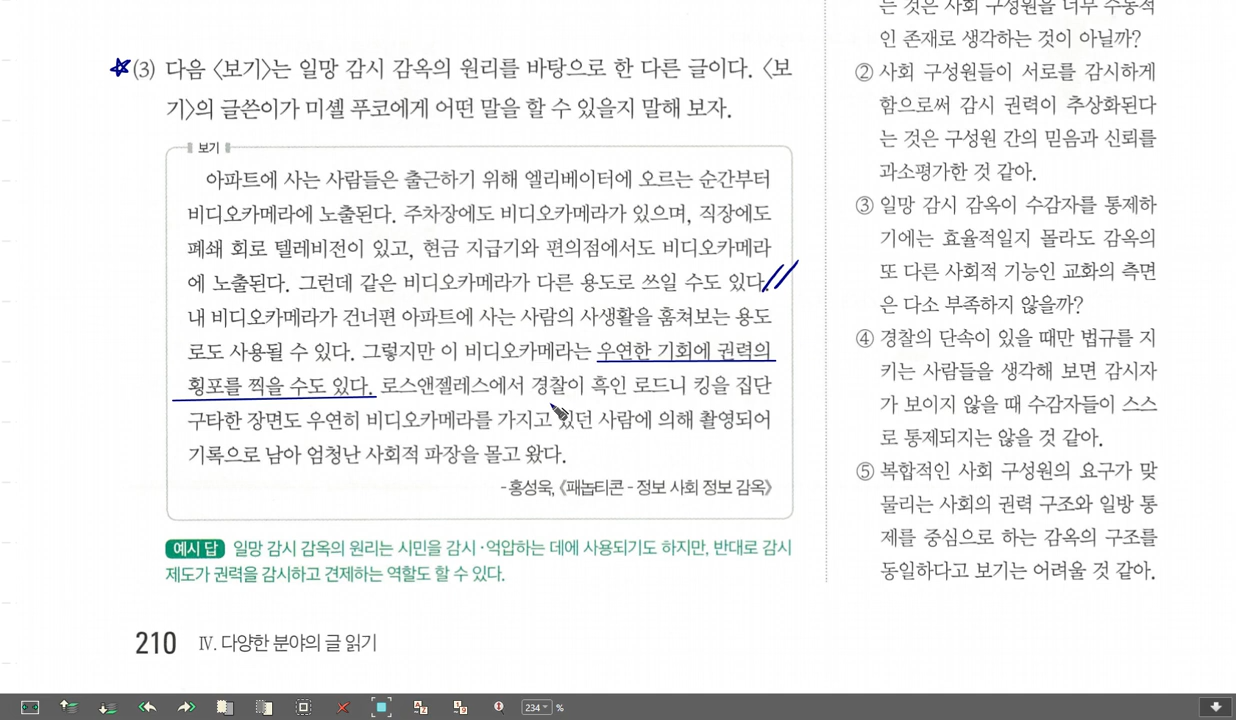 (3) 다음 〈보기〉는 일망 감시 감옥의 원리를 바탕으로 한 다른 글이다. 〈보
기〉의 글쓴이가 미셸 푸코에게 어떤 말을 할 수 있을지 말해 보자.
보기
아파트에 사는 사람들은 출근하기 위해 엘리베이터에 오르는 순간부터
비디오카메라에 노출된다. 주차장에도 비디오카메라가 있으며, 직장에도
폐쇄 회로 텔레비전이 있고, 현금 지급기와 편의점에서도 비디오카메라
에 노출된다. 그런데 같은 비디오카메라가 다른 용도로 쓰일 수도 있다.
내 비디오카메라가 건너편 아파트에 사는 사람의 사생활을 훔쳐보는 용도
로도 사용될 수 있다. 그렇지만 이 비디오카메라는 우연한 기회에 권력의
횡포를 찍을 수도 있다. 로스앤젤레스에서 경찰이 흑인 로드니 킹을 집단
구타한 장면도 우연히 비디오카메라를 가지고 있던 사람에 의해 촬영되어
기록으로 남아 엄청난 사회적 파장을 몰고 왔다.
- 홍성욱, 《패놉티콘 - 정보 사회 정보 감옥》
예시 답 일망 감시 감옥의 원리는 시민을 감시·억압하는 데에 사용되기도 하지만, 반대로 감시
제도가 권력을 감시하고 견제하는 역할도 할 수 있다.
210 Ⅳ. 다양한 분야의 글 읽기
는 것은 사회 구성원을 너무 수동적
인 존재로 생각하는 것이 아닐까?
② 사회 구성원들이 서로를 감시하게
함으로써 감시 권력이 추상화된다
는 것은 구성원 간의 믿음과 신뢰를
과소평가한 것 같아.
③ 일망 감시 감옥이 수감자를 통제하
기에는 효율적일지 몰라도 감옥의
또 다른 사회적 기능인 교화의 측면
은 다소 부족하지 않을까?
④ 경찰의 단속이 있을 때만 법규를 지
키는 사람들을 생각해 보면 감시자
가 보이지 않을 때 수감자들이 스스
로 통제되지는 않을 것 같아.
⑤ 복합적인 사회 구성원의 요구가 맞
물리는 사회의 권력 구조와 일방 통
제를 중심으로 하는 감옥의 구조를
동일하다고 보기는 어려울 것 같아.
234 %